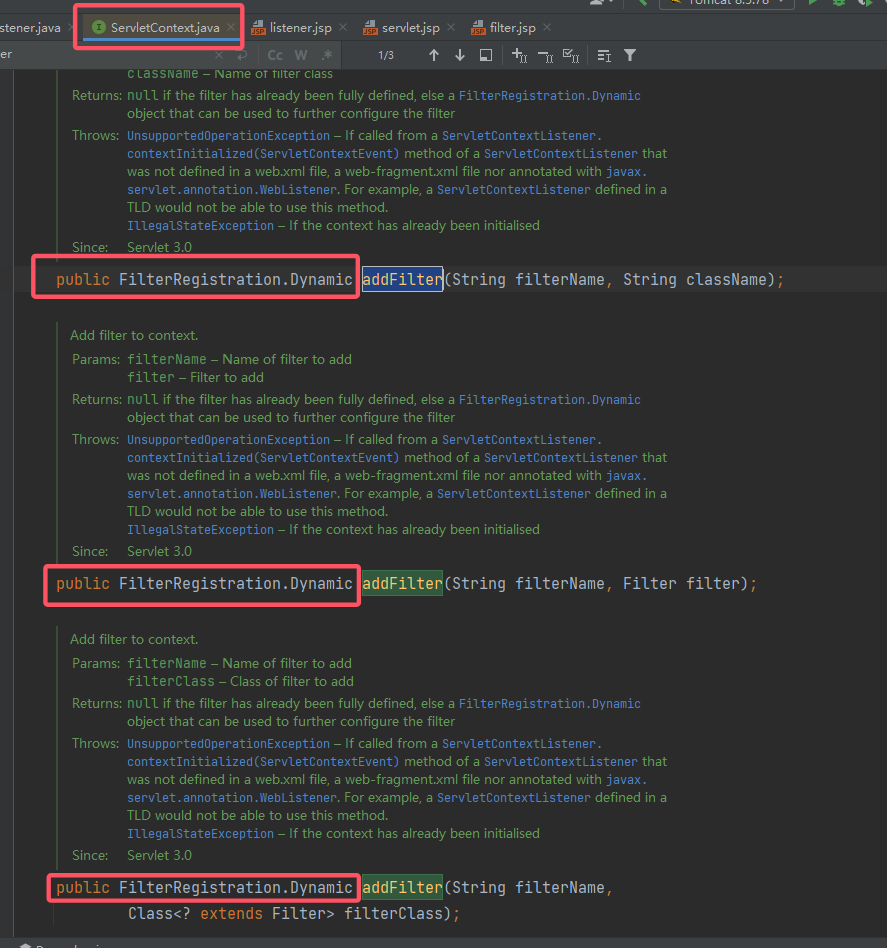 Tomcat 8.5.78
stener.java ServletContext.java listener.jsp servlet.jsp filter.jsp
er Cc W .* 1/3
className – Name of filter class
Returns: null if the filter has already been fully defined, else a FilterRegistration.Dynamic
object that can be used to further configure the filter
Throws: UnsupportedOperationException – If called from a ServletContextListener.
contextInitialized(ServletContextEvent) method of a ServletContextListener that
was not defined in a web.xml file, a web-fragment.xml file nor annotated with javax.
servlet.annotation.WebListener. For example, a ServletContextListener defined in a
TLD would not be able to use this method.
IllegalStateException – If the context has already been initialised
Since: Servlet 3.0
public FilterRegistration.Dynamic addFilter(String filterName, String className);
Add filter to context.
Params: filterName – Name of filter to add
filter – Filter to add
Returns: null if the filter has already been fully defined, else a FilterRegistration.Dynamic
object that can be used to further configure the filter
Throws: UnsupportedOperationException – If called from a ServletContextListener.
contextInitialized(ServletContextEvent) method of a ServletContextListener that
was not defined in a web.xml file, a web-fragment.xml file nor annotated with javax.
servlet.annotation.WebListener. For example, a ServletContextListener defined in a
TLD would not be able to use this method.
IllegalStateException – If the context has already been initialised
Since: Servlet 3.0
public FilterRegistration.Dynamic addFilter(String filterName, Filter filter);
Add filter to context.
Params: filterName – Name of filter to add
filterClass – Class of filter to add
Returns: null if the filter has already been fully defined, else a FilterRegistration.Dynamic
object that can be used to further configure the filter
Throws: UnsupportedOperationException – If called from a ServletContextListener.
contextInitialized(ServletContextEvent) method of a ServletContextListener that
was not defined in a web.xml file, a web-fragment.xml file nor annotated with javax.
servlet.annotation.WebListener. For example, a ServletContextListener defined in a
TLD would not be able to use this method.
IllegalStateException – If the context has already been initialised
Since: Servlet 3.0
public FilterRegistration.Dynamic addFilter(String filterName,
Class<? extends Filter> filterClass);